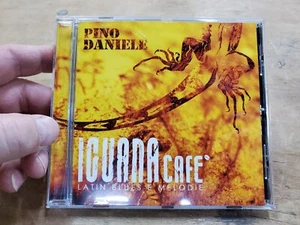 PINO
DANIELE
IGUANA CAFE`
LATIN BLUES E MELODIE